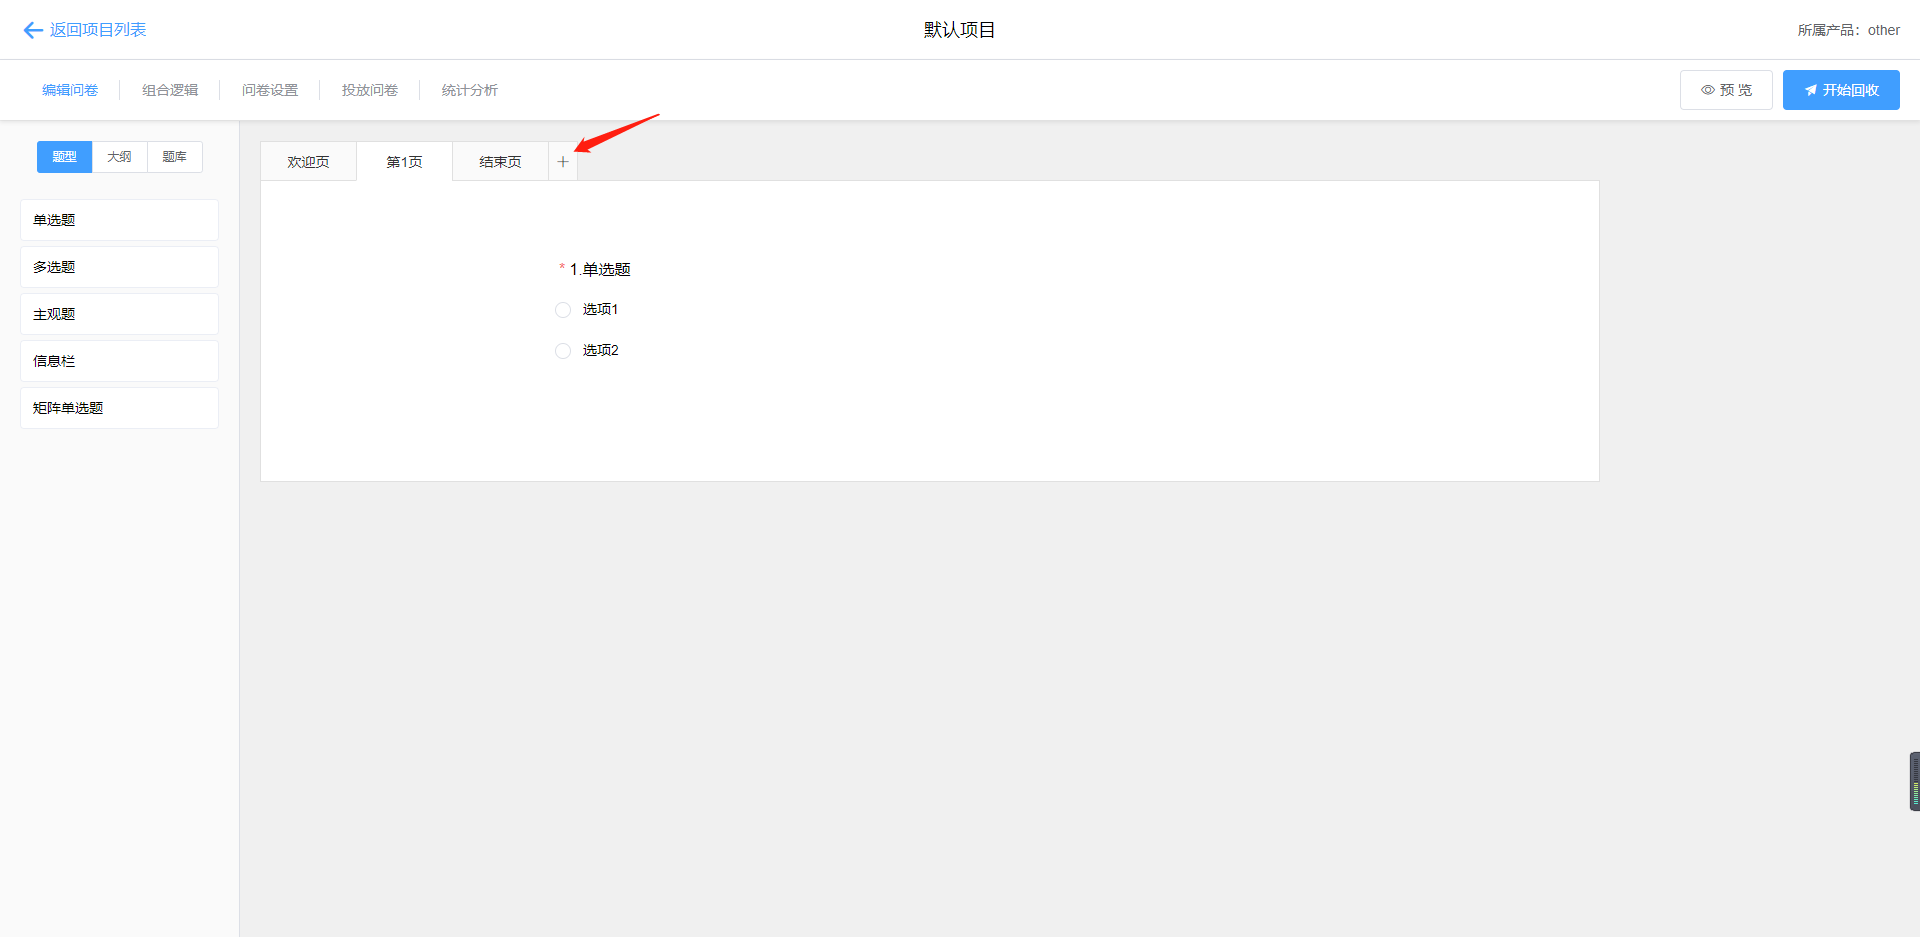 返回项目列表
默认项目
所属产品：other
编辑问卷 组合逻辑 问卷设置 投放问卷 统计分析
预 览 开始回收
题型 大纲 题库
欢迎页 第1页 结束页
单选题
多选题
主观题
信息栏
矩阵单选题
* 1.单选题
选项1
选项2